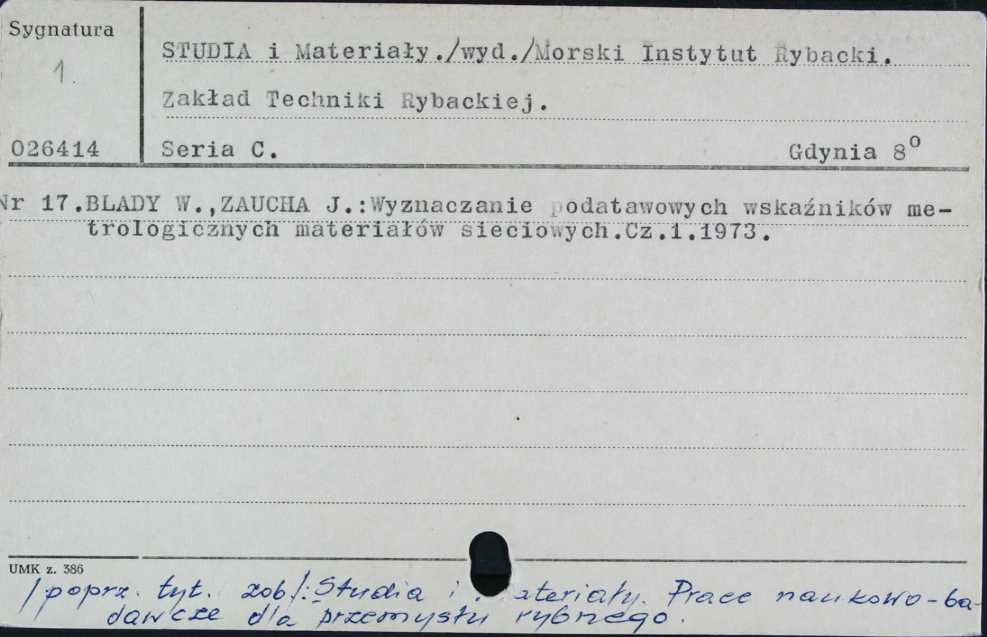 Sygnatura
1.
STUDIA i Materiały./wyd./Morski Instytut Rybacki.
Zakład Techniki Rybackiej.
026414 Seria C. Gdynia 8°
Nr 17.BLADY W.,ZAUCHA J.:Wyznaczanie podatawowych wskaźników me-
trologicznych materiałów sieciowych.Cz.1.1973.
UMK z. 386
/poprz. tyt. zob/: Studia i Materiały. Prace naukowo-ba-
dawcze dla przemysłu rybnego.